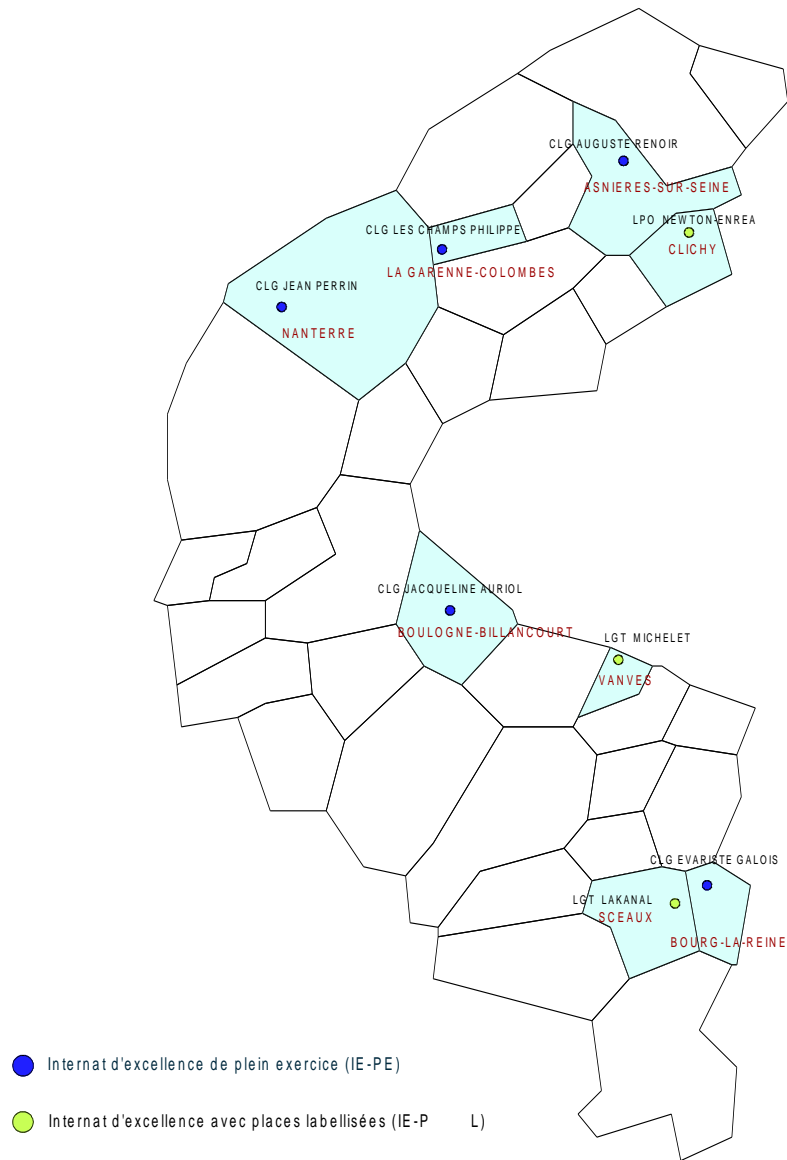 CLG AUGUSTE RENOIR
ASNIERES-SUR-SEINE
LPO NEWTON-ENREA
CLICHY
CLG LES CHAMPS PHILIPPE
LA GARENNE-COLOMBES
CLG JEAN PERRIN
NANTERRE
CLG JACQUELINE AURIOL
BOULOGNE-BILLANCOURT
LGT MICHELET
VANVES
CLG EVARISTE GALOIS
LGT LAKANAL
SCEAUX
BOURG-LA-REINE
Internat d'excellence de plein exercice (IE-PE)
Internat d'excellence avec places labellisées (IE-P L)